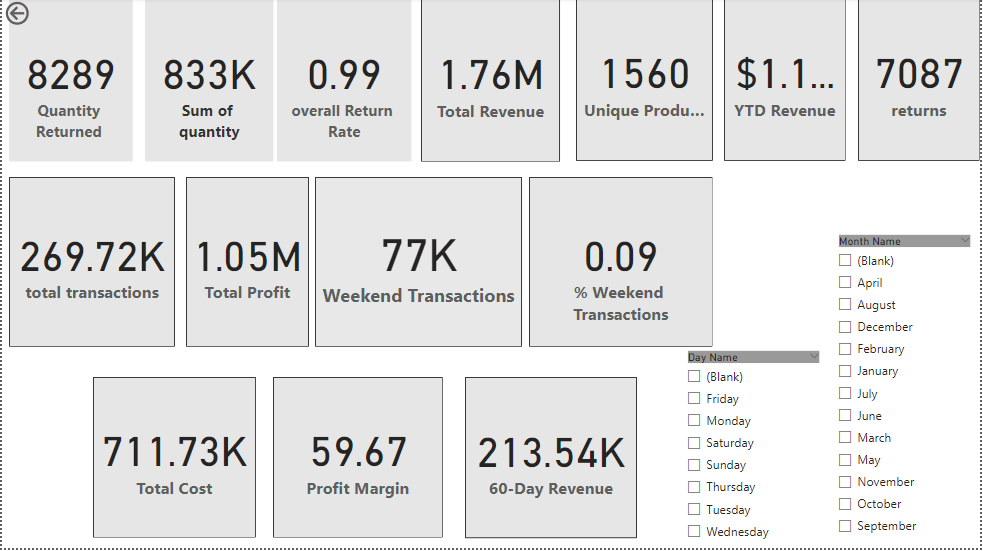 8289
Quantity
Returned
833K
Sum of
quantity
0.99
overall Return
Rate
1.76M
Total Revenue
1560
Unique Produ...
$1.1...
YTD Revenue
7087
returns
269.72K
total transactions
1.05M
Total Profit
77K
Weekend Transactions
0.09
% Weekend
Transactions
711.73K
Total Cost
59.67
Profit Margin
213.54K
60-Day Revenue
Day Name
(Blank)
Friday
Monday
Saturday
Sunday
Thursday
Tuesday
Wednesday
Month Name
(Blank)
April
August
December
February
January
July
June
March
May
November
October
September